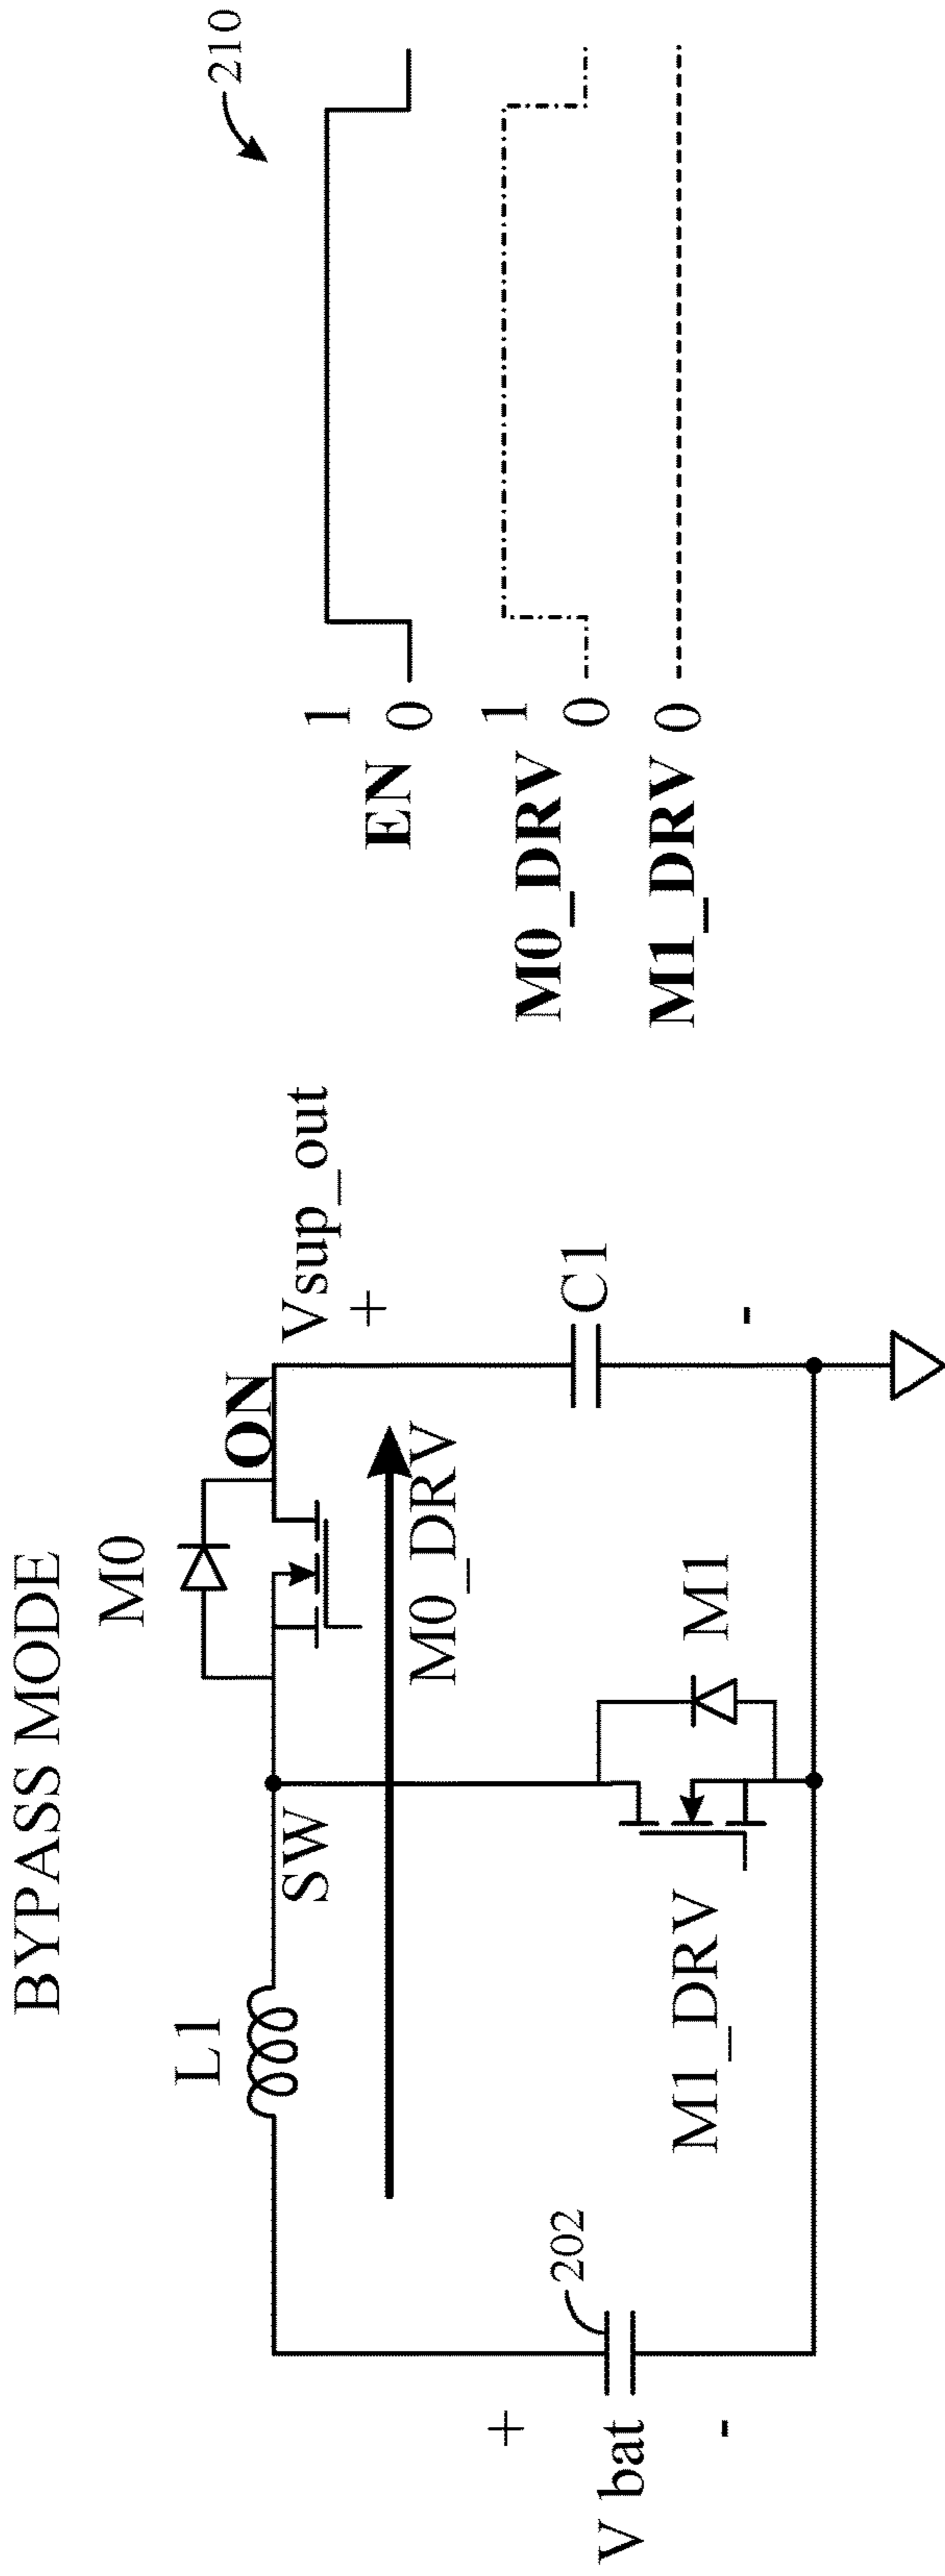 BYPASS MODE
M0
L1
ON
SW
Vsup_out
+
M0_DRV
202
+
V bat
-
M1_DRV
M1
C1
-
210
1
EN 0
1
M0_DRV 0
M1_DRV 0